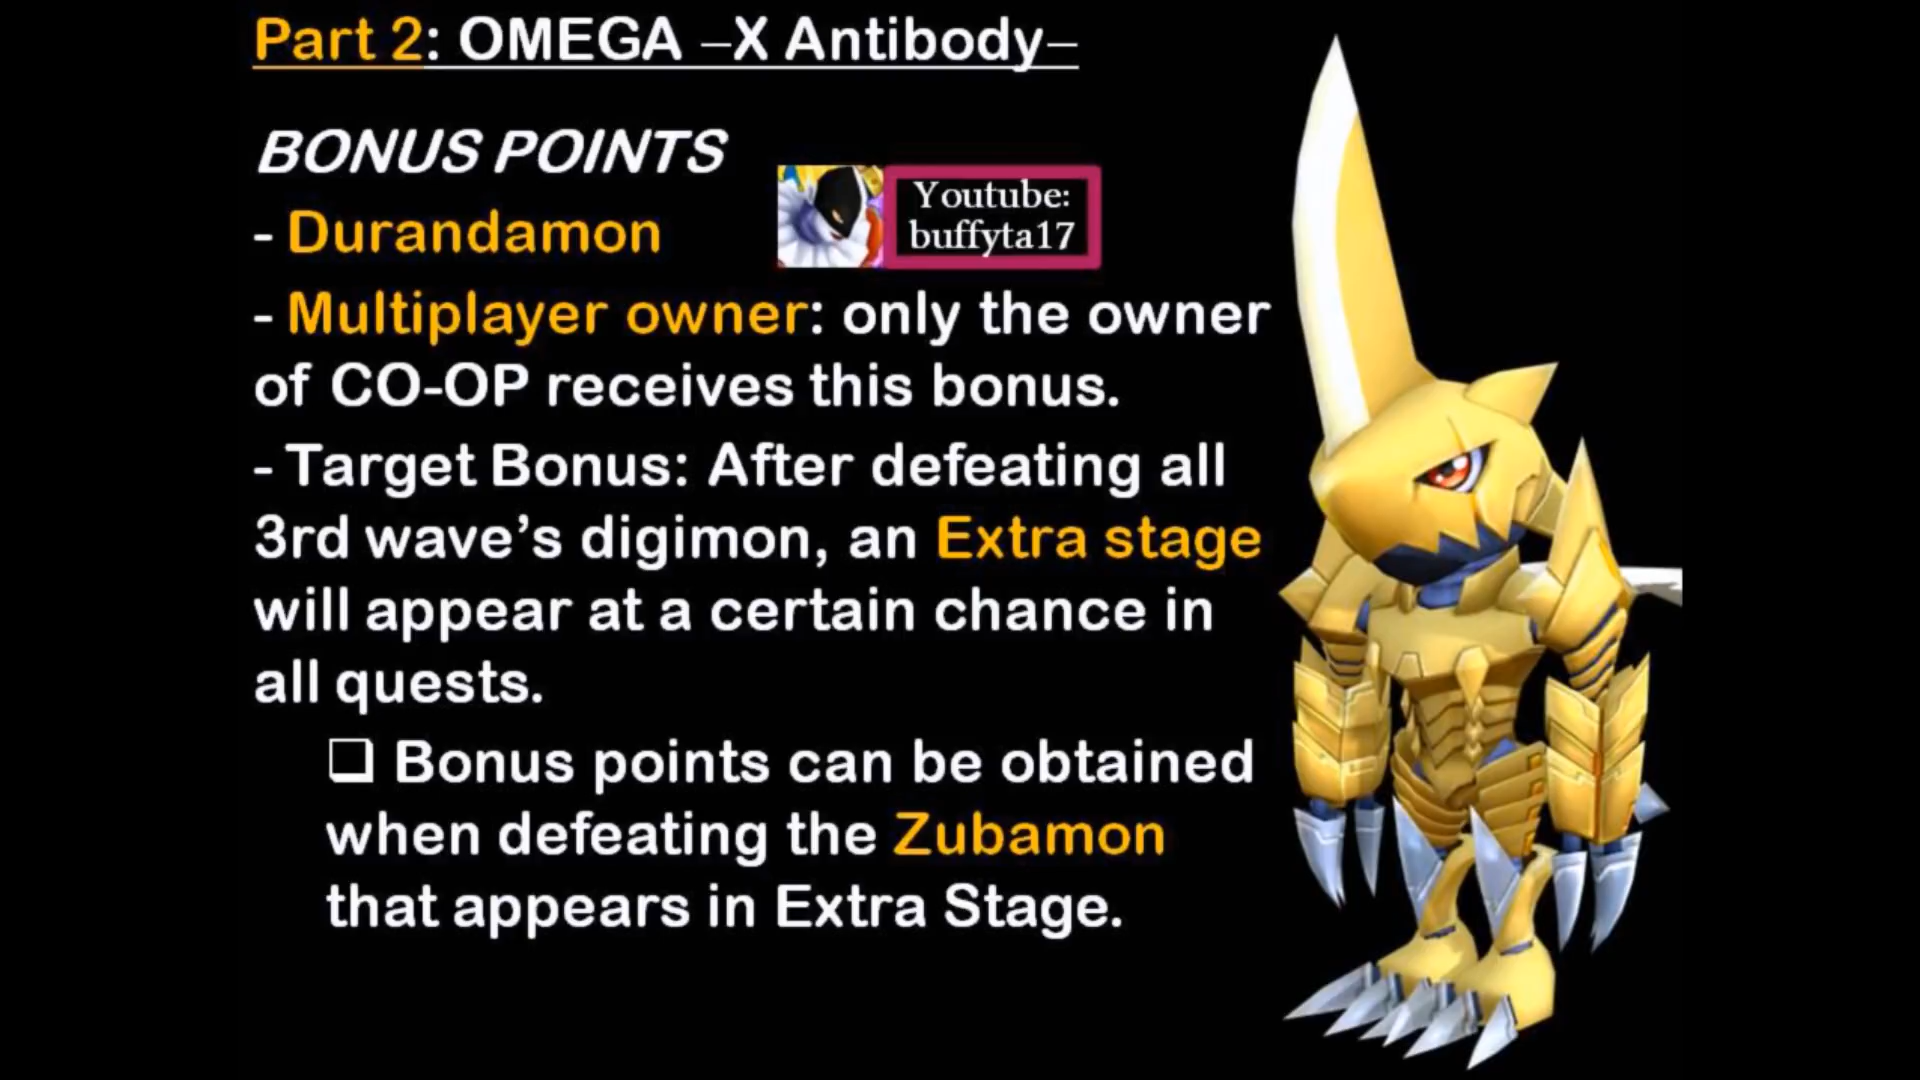 Part 2: OMEGA –X Antibody–
BONUS POINTS
- Durandamon
Youtube:
buffyta17
- Multiplayer owner: only the owner
of CO-OP receives this bonus.
- Target Bonus: After defeating all
3rd wave’s digimon, an Extra stage
will appear at a certain chance in
all quests.
❑ Bonus points can be obtained
when defeating the Zubamon
that appears in Extra Stage.